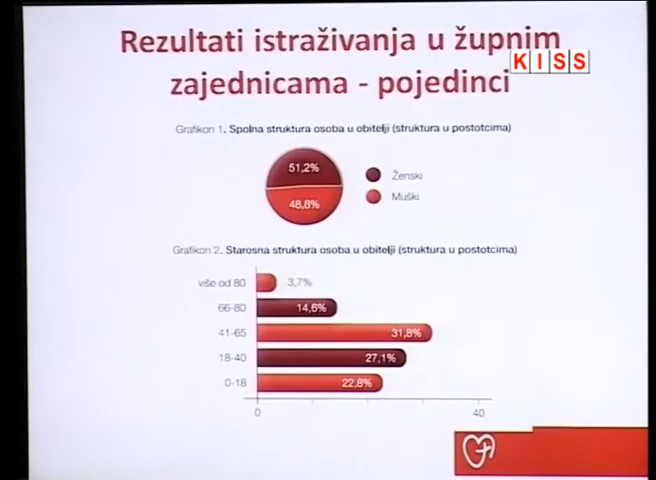 Rezultati istraživanja u župnim
KISS
zajednicama - pojedinci
Grafikon 1. Spolna struktura osoba u obitelji (struktura u postotcima)
51,2%
48,8%
Ženski
Muški
Grafikon 2. Starosna struktura osoba u obitelji (struktura u postotcima)
više od 80 3,7%
66-80 14,6%
41-65 31,8%
18-40 27,1%
0-18 22,8%
0 40